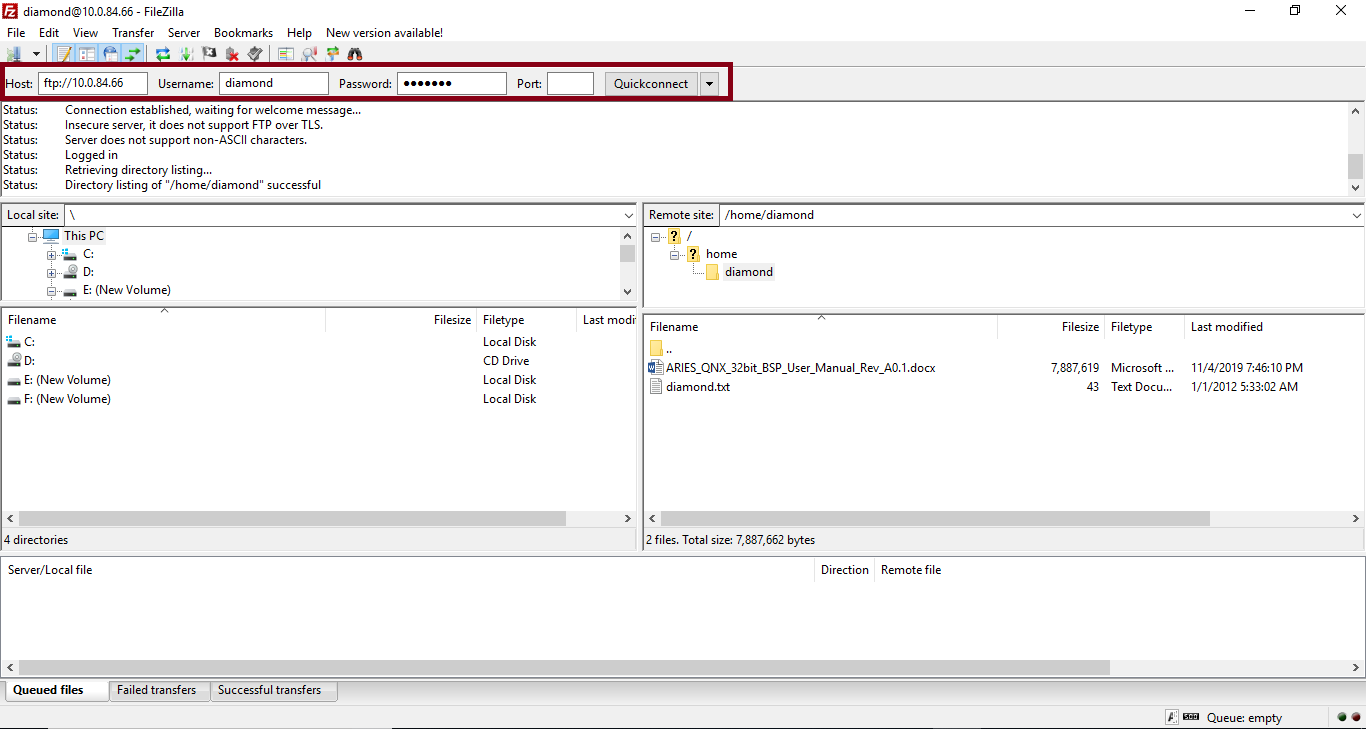 diamond@10.0.84.66 - FileZilla
File Edit View Transfer Server Bookmarks Help New version available!
Host: ftp://10.0.84.66 Username: diamond Password: ●●●●●●● Port: Quickconnect
Status: Connection established, waiting for welcome message...
Status: Insecure server, it does not support FTP over TLS.
Status: Server does not support non-ASCII characters.
Status: Logged in
Status: Retrieving directory listing...
Status: Directory listing of "/home/diamond" successful
Local site: \
This PC
C:
D:
E: (New Volume)
Filename Filesize Filetype Last modi
C: Local Disk
D: CD Drive
E: (New Volume) Local Disk
F: (New Volume) Local Disk
4 directories
Remote site: /home/diamond
? /
? home
diamond
Filename Filesize Filetype Last modified
..
ARIES_QNX_32bit_BSP_User_Manual_Rev_A0.1.docx 7,887,619 Microsoft ... 11/4/2019 7:46:10 PM
diamond.txt 43 Text Docu... 1/1/2012 5:33:02 AM
2 files. Total size: 7,887,662 bytes
Server/Local file Direction Remote file
Queued files Failed transfers Successful transfers
Queue: empty